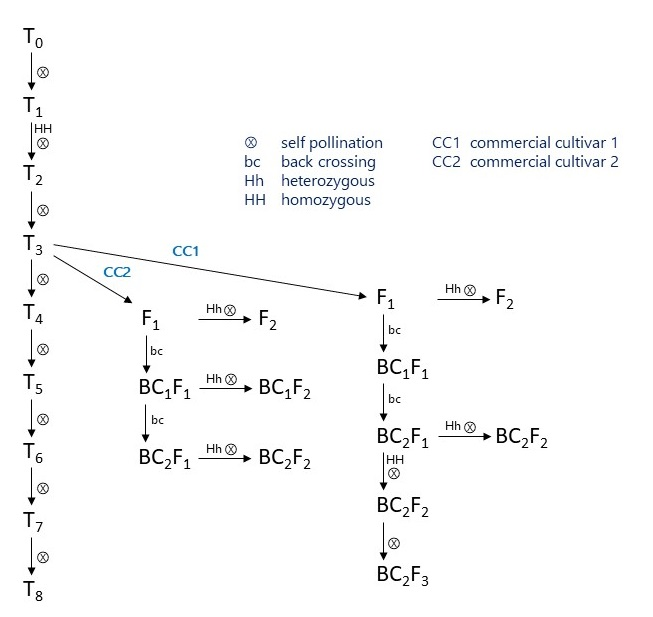 T₀
⊗
T₁
HH
⊗
⊗ self pollination CC1 commercial cultivar 1
bc back crossing CC2 commercial cultivar 2
Hh heterozygous
HH homozygous
T₂
⊗
T₃
CC1
CC2
⊗
F₁ Hh⊗ F₂
T₄
F₁ Hh⊗ F₂
bc
⊗
bc
BC₁F₁
T₅
BC₁F₁ Hh⊗ BC₁F₂
bc
⊗
bc
BC₂F₁ Hh⊗ BC₂F₂
T₆
BC₂F₁ Hh⊗ BC₂F₂
HH
⊗
⊗
BC₂F₂
T₇
⊗
⊗
BC₂F₃
T₈